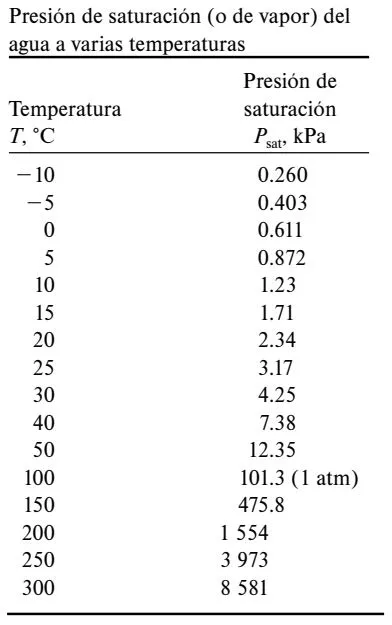 Presión de saturación (o de vapor) del
agua a varias temperaturas
Presión de
Temperatura saturación
T, °C Psat, kPa
−10 0.260
−5 0.403
0 0.611
5 0.872
10 1.23
15 1.71
20 2.34
25 3.17
30 4.25
40 7.38
50 12.35
100 101.3 (1 atm)
150 475.8
200 1 554
250 3 973
300 8 581